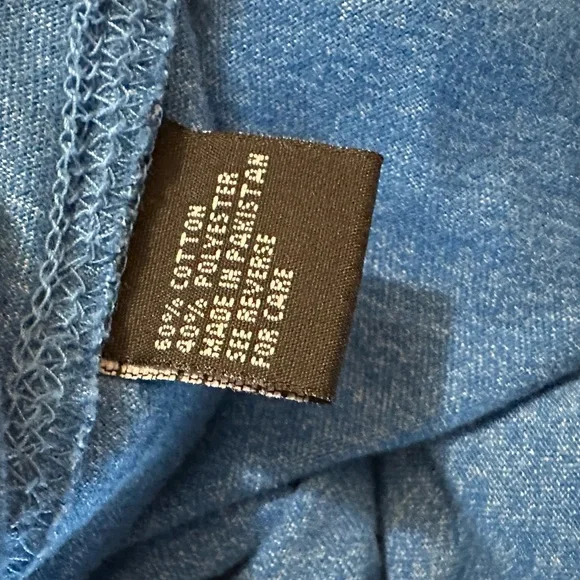 60% COTTON
40% POLYESTER
MADE IN PAKISTAN
SEE REVERSE
FOR CARE